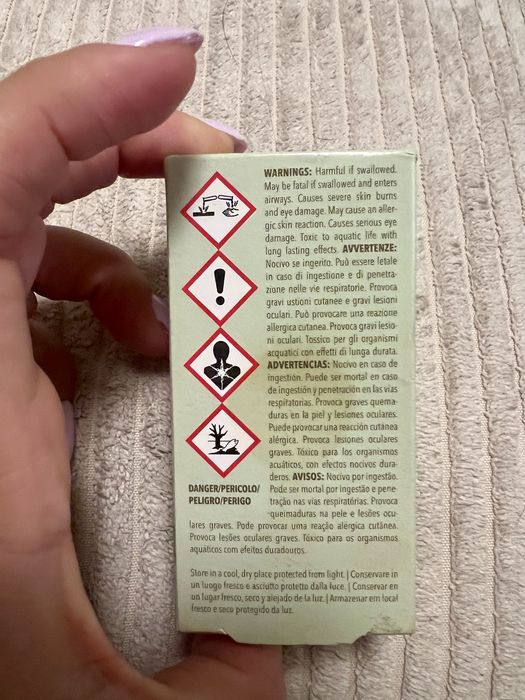 WARNINGS: Harmful if swallowed.
May be fatal if swallowed and enters
airways. Causes severe skin burns
and eye damage. May cause an aller-
gic skin reaction. Causes serious eye
damage. Toxic to aquatic life with
long lasting effects. AVVERTENZE:
Nocivo se ingerito. Può essere letale
in caso di ingestione e di penetra-
zione nelle vie respiratorie. Provoca
gravi ustioni cutanee e gravi lesioni
oculari. Può provocare una reazione
allergica cutanea. Provoca gravi lesio-
ni oculari. Tossico per gli organismi
acquatici con effetti di lunga durata.
ADVERTENCIAS: Nocivo en caso de
ingestión. Puede ser mortal en caso
de ingestión y penetración en las vías
respiratorias. Provoca graves quema-
duras en la piel y lesiones oculares.
Puede provocar una reacción cutánea
alérgica. Provoca lesiones oculares
graves. Tóxico para los organismos
acuáticos, con efectos nocivos dura-
deros. AVISOS: Nocivo por ingestão.
DANGER/PERICOLO/
PELIGRO/PERIGO
Pode ser mortal por ingestão e pene-
tração nas vias respiratórias. Provoca
queimaduras na pele e lesões ocu-
lares graves. Pode provocar uma reação alérgica cutânea.
Provoca lesões oculares graves. Tóxico para os organismos
aquáticos com efeitos duradouros.
Store in a cool, dry place protected from light. | Conservare in
un luogo fresco e asciutto protetto dalla luce. | Conservar en
un lugar fresco, seco y alejado de la luz. | Armazenar em local
fresco e seco protegido da luz.